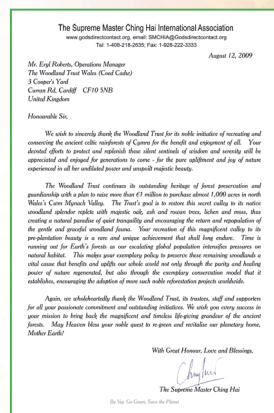 The Supreme Master Ching Hai International Association
www.godsdirectcontact.org, email: SMCHIA@Godsdirectcontact.org
Tel: 1-408-218-2635; Fax: 1-928-222-3333
August 12, 2009
Mr. Eryl Roberts, Operations Manager
The Woodland Trust Wales (Coed Cadw)
3 Cooper's Yard
Curran Rd, Cardiff CF10 5NB
United Kingdom
Honourable Sir,
We wish to sincerely thank the Woodland Trust for its noble initiative of recreating and
conserving the ancient celtic rainforests of Cymru for the benefit and enjoyment of all. Your
devoted efforts to protect and replenish these silent sentinels of wisdom and serenity will be
appreciated and enjoyed for generations to come - for the pure upliftment and joy of nature
experienced in all her undiluted power and unspoilt majestic beauty.
The Woodland Trust continues its outstanding heritage of forest preservation and
guardianship with a plan to raise more than €1 million to purchase almost 1,000 acres in north
Wales's Cwm Mynach Valley. The Trust's goal is to restore this secret valley to its native
woodland splendor replete with majestic oak, ash and rowan trees, lichen and moss, thus
creating a natural paradise of quiet tranquility and encouraging the return and repopulation of
the gentle and graceful woodland fauna. Your recreation of this magnificent valley to its
pre-plantation beauty is a rare and unique achievement that shall long endure. Time is
running out for Earth's forests as our escalating global population intensifies pressures on
natural habitat. This makes your exemplary policy to preserve these remaining woodlands a
vital cause that benefits and uplifts our whole world not only through the purity and healing
power of nature regenerated, but also through the exemplary conservation model that it
establishes, encouraging the adoption of more such noble reforestation projects worldwide.
Again, we wholeheartedly thank the Woodland Trust, its trustees, staff and supporters
for all your passionate commitment and outstanding initiatives. We wish you every success in
your mission to bring back the magnificent and timeless life-giving grandeur of the ancient
forests. May Heaven bless your noble quest to re-green and revitalise our planetary home,
Mother Earth!
With Great Honour, Love and Blessings,
The Supreme Master Ching Hai
Be Veg, Go Green, Save the Planet